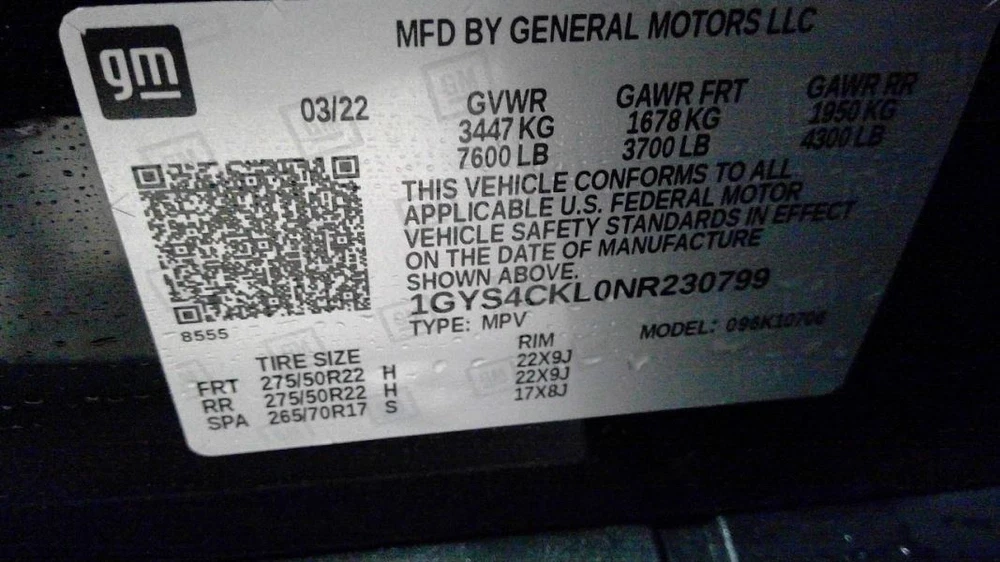 gm
MFD BY GENERAL MOTORS LLC
03/22
GVWR GAWR FRT GAWR RR
3447 KG 1678 KG 1950 KG
7600 LB 3700 LB 4300 LB
THIS VEHICLE CONFORMS TO ALL
APPLICABLE U.S. FEDERAL MOTOR
VEHICLE SAFETY STANDARDS IN EFFECT
ON THE DATE OF MANUFACTURE
SHOWN ABOVE.
1GYS4CKL0NR230799
8555
TYPE: MPV MODEL:
TIRE SIZE RIM
FRT 275/50R22 H 22X9J
RR 275/50R22 H 22X9J
SPA 265/70R17 S 17X8J